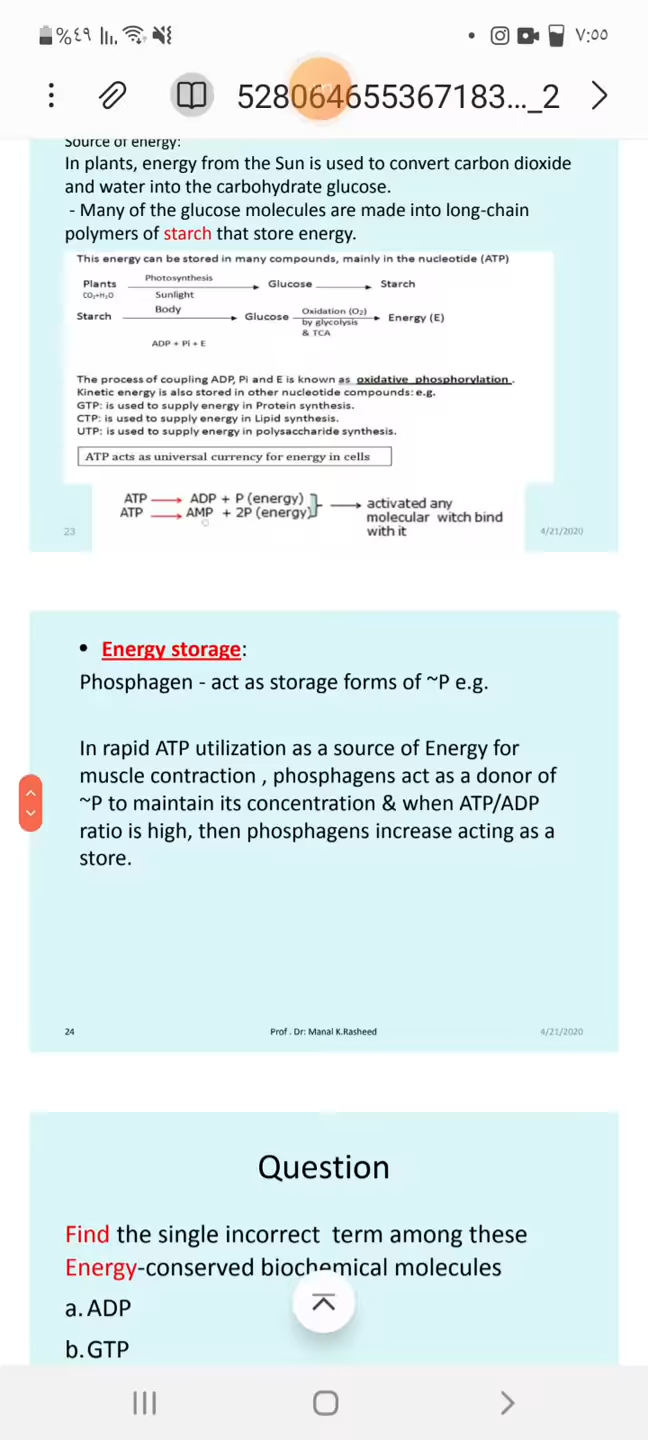 %٤٩
٧:٥٥
528064655367183..._2
Source of energy:
In plants, energy from the Sun is used to convert carbon dioxide
and water into the carbohydrate glucose.
- Many of the glucose molecules are made into long-chain
polymers of starch that store energy.
This energy can be stored in many compounds, mainly in the nucleotide (ATP)
Plants Photosynthesis Glucose Starch
CO₂+H₂O Sunlight
Starch Body Glucose Oxidation (O₂) Energy (E)
by glycolysis
& TCA
ADP + Pi + E
The process of coupling ADP, Pi and E is known as oxidative phosphorylation.
Kinetic energy is also stored in other nucleotide compounds: e.g.
GTP: is used to supply energy in Protein synthesis.
CTP: is used to supply energy in Lipid synthesis.
UTP: is used to supply energy in polysaccharide synthesis.
ATP acts as universal currency for energy in cells
ATP → ADP + P (energy)
ATP → AMP + 2P (energy)
→ activated any
molecular witch bind
with it
23
4/21/2020
• Energy storage:
Phosphagen - act as storage forms of ~P e.g.
In rapid ATP utilization as a source of Energy for
muscle contraction , phosphagens act as a donor of
~P to maintain its concentration & when ATP/ADP
ratio is high, then phosphagens increase acting as a
store.
24
Prof . Dr: Manal K.Rasheed
4/21/2020
Question
Find the single incorrect term among these
Energy-conserved biochemical molecules
a. ADP
b. GTP